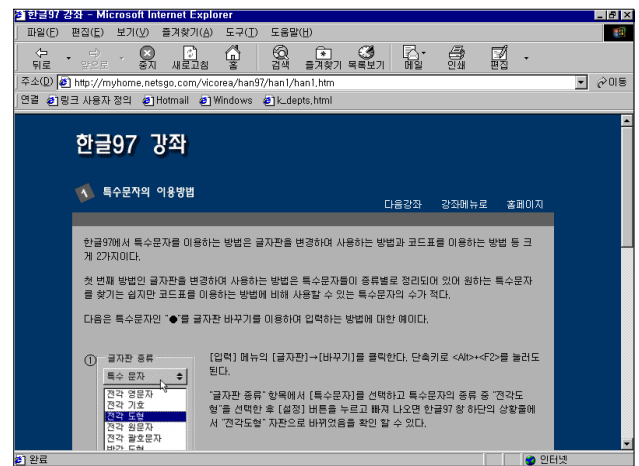 한글97 강좌 - Microsoft Internet Explorer
파일(F) 편집(E) 보기(V) 즐겨찾기(A) 도구(T) 도움말(H)
뒤로 앞으로 중지 새로고침 홈 검색 즐겨찾기 목록보기 메일 인쇄 편집
주소(D) http://myhome.netsgo.com/vicorea/han97/han1/han1.htm 이동
연결 링크 사용자 정의 Hotmail Windows k_depts.html
한글97 강좌
1 특수문자의 이용방법
다음강좌 강좌메뉴로 홈페이지
한글97에서 특수문자를 이용하는 방법은 글자판을 변경하여 사용하는 방법과 코드표를 이용하는 방법 등 크
게 2가지이다.
첫 번째 방법인 글자판을 변경하여 사용하는 방법은 특수문자들이 종류별로 정리되어 있어 원하는 특수문자
를 찾기는 쉽지만 코드표를 이용하는 방법에 비해 사용할 수 있는 특수문자의 수가 적다.
다음은 특수문자인 "●"를 글자판 바꾸기를 이용하여 입력하는 방법에 대한 예이다.
① 글자판 종류
특수 문자
전각 영문자
전각 기호
전각 도형
전각 원문자
전각 괄호문자
반각 도형
[입력] 메뉴의 [글자판]→[바꾸기]를 클릭한다. 단축키로 <Alt>+<F2>를 눌러도
된다.
"글자판 종류" 항목에서 [특수문자]를 선택하고 특수문자의 종류 중 "전각도
형"을 선택한 후 [설정] 버튼을 누르고 빠져 나오면 한글97 창 하단의 상황줄에
서 "전각도형" 자판으로 바뀌었음을 확인 할 수 있다.
완료 인터넷